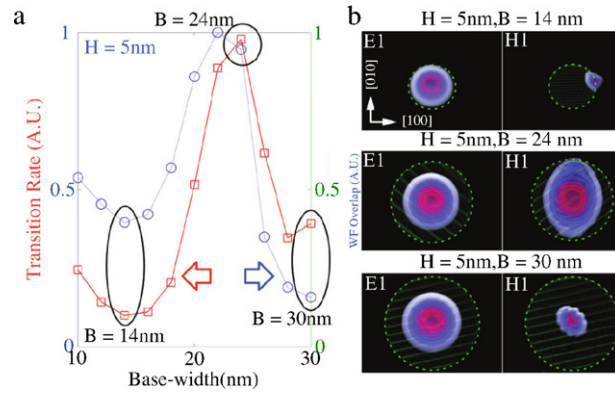 a
B = 24nm
H = 5nm
1
1
0.5
0.5
0
0
Transition Rate (A.U.)
WF Overlap (A.U.)
B = 14nm
B = 30nm
10
20
30
Base-width(nm)
b
H = 5nm, B = 14 nm
E1
H1
[010]
[100]
H = 5nm,B = 24 nm
E1
H1
H = 5nm,B = 30 nm
E1
H1